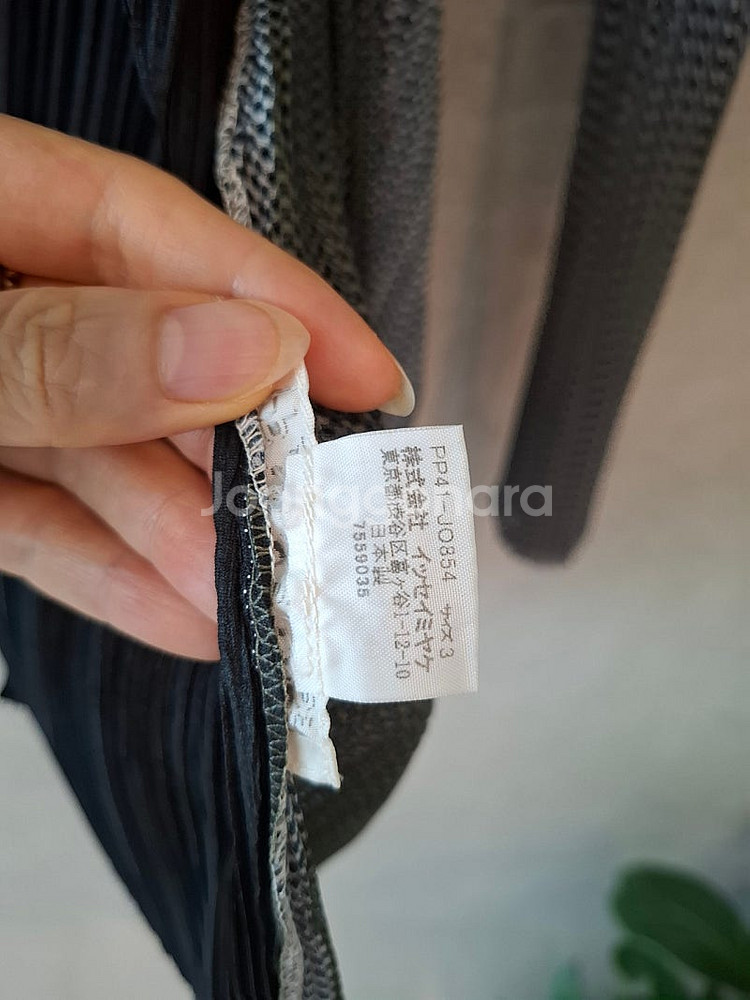 PP41-JO854 サイズ 3
株式会社 イッセイミヤケ
東京都渋谷区富ヶ谷1-12-10
日本製
7559035